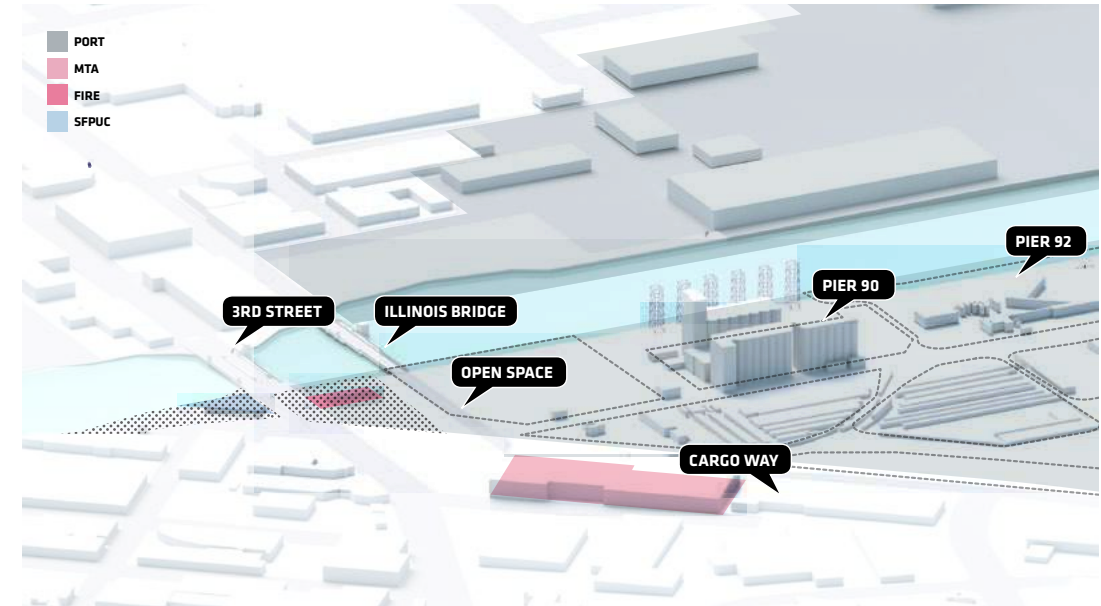 PORT
MTA
FIRE
SFPUC
PIER 92
PIER 90
3RD STREET
ILLINOIS BRIDGE
OPEN SPACE
CARGO WAY